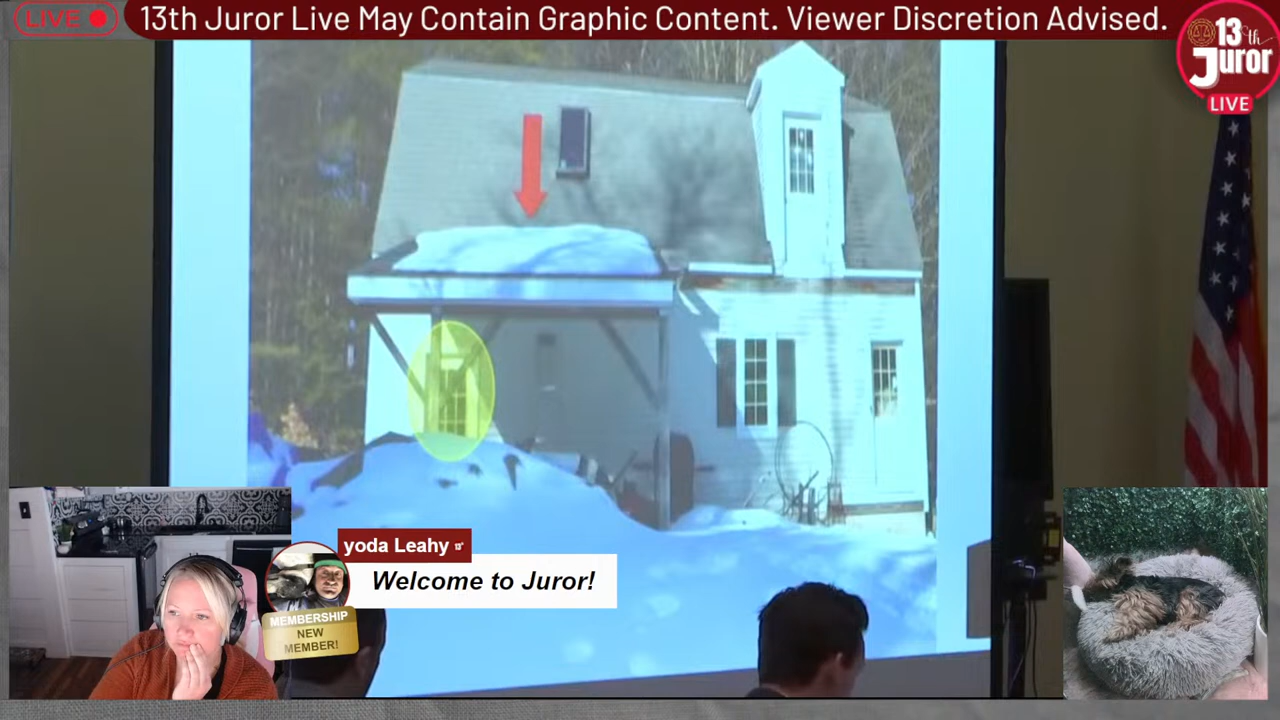 LIVE
13th Juror Live May Contain Graphic Content. Viewer Discretion Advised.
13th
Juror
LIVE
yoda Leahy
Welcome to Juror!
MEMBERSHIP
NEW
MEMBER!